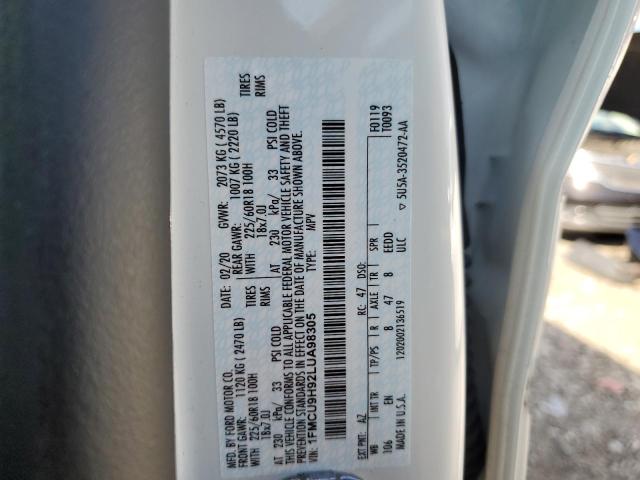 MFD. BY FORD MOTOR CO.
DATE: 02/20 GVWR: 2073 KG ( 4570 LB)
FRONT GAWR: 1120 KG ( 2470 LB) REAR GAWR: 1007 KG ( 2220 LB)
WITH 225/60R18 100H TIRES WITH 225/60R18 100H TIRES
18x7.0J RIMS 18x7.0J RIMS
AT 230 kPa/ 33 PSI COLD AT 230 kPa/ 33 PSI COLD
THIS VEHICLE CONFORMS TO ALL APPLICABLE FEDERAL MOTOR VEHICLE SAFETY AND THEFT
PREVENTION STANDARDS IN EFFECT ON THE DATE OF MANUFACTURE SHOWN ABOVE.
VIN: 1FMCU9H92LUA98305 TYPE: MPV
F0119
T0093
EXT PNT: AZ RC: 47 DSO:
WB INT TR TP/PS R AXLE TR SPR
106 EN B 47 8 EEDD
MADE IN U.S.A. 1202002136519 ULC ▽ 5U5A-3520472-AA